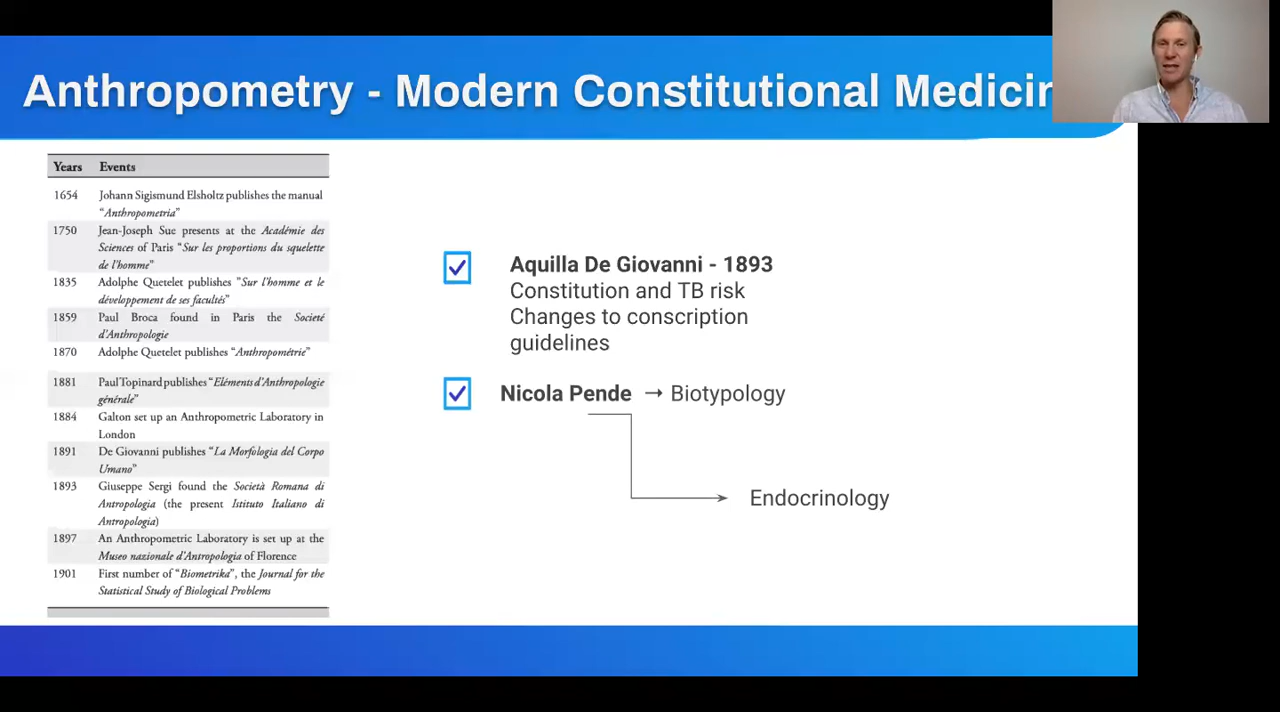 Anthropometry - Modern Constitutional Medicin
Years Events
1654 Johann Sigismund Elsholtz publishes the manual
“Anthropometria”
1750 Jean-Joseph Sue presents at the Académie des
Sciences of Paris “Sur les proportions du squelette
de l’homme”
1835 Adolphe Quetelet publishes “Sur l’homme et le
développement de ses facultés”
1859 Paul Broca found in Paris the Societé
d’Anthropologie
1870 Adolphe Quetelet publishes “Anthropométrie”
1881 Paul Topinard publishes “Eléments d’Anthropologie
générale”
1884 Galton set up an Anthropometric Laboratory in
London
1891 De Giovanni publishes “La Morfologia del Corpo
Umano”
1893 Giuseppe Sergi found the Società Romana di
Antropologia (the present Istituto Italiano di
Antropologia)
1897 An Anthropometric Laboratory is set up at the
Museo nazionale d’Antropologia of Florence
1901 First number of “Biometrika”, the Journal for the
Statistical Study of Biological Problems
Aquilla De Giovanni - 1893
Constitution and TB risk
Changes to conscription
guidelines
Nicola Pende → Biotypology
Endocrinology